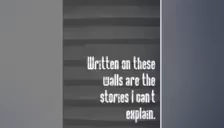 Written on these
walls are the
stories i can't
explain.